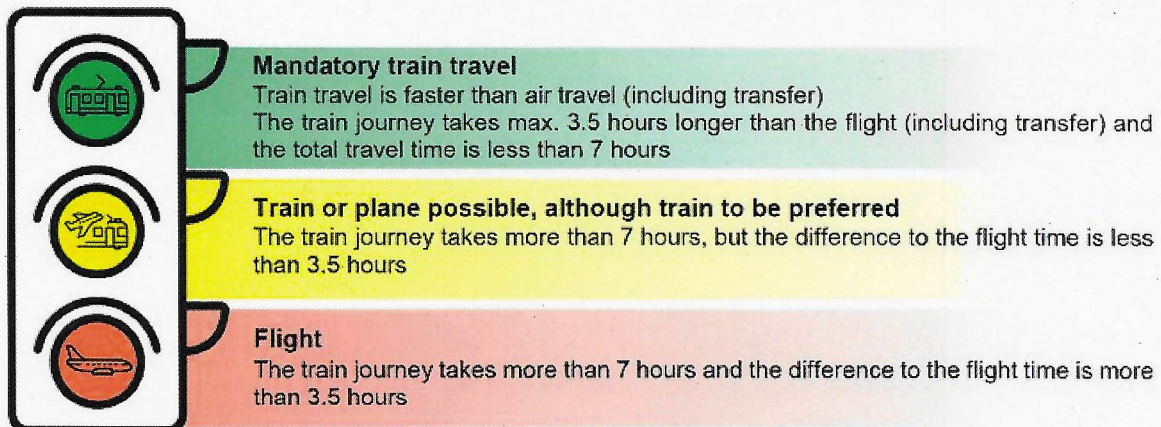 Mandatory train travel
Train travel is faster than air travel (including transfer)
The train journey takes max. 3.5 hours longer than the flight (including transfer) and
the total travel time is less than 7 hours
Train or plane possible, although train to be preferred
The train journey takes more than 7 hours, but the difference to the flight time is less
than 3.5 hours
Flight
The train journey takes more than 7 hours and the difference to the flight time is more
than 3.5 hours